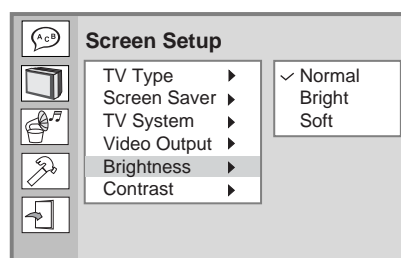 A c B
Screen Setup
TV Type
Screen Saver
TV System
Video Output
Brightness
Contrast
Normal
Bright
Soft